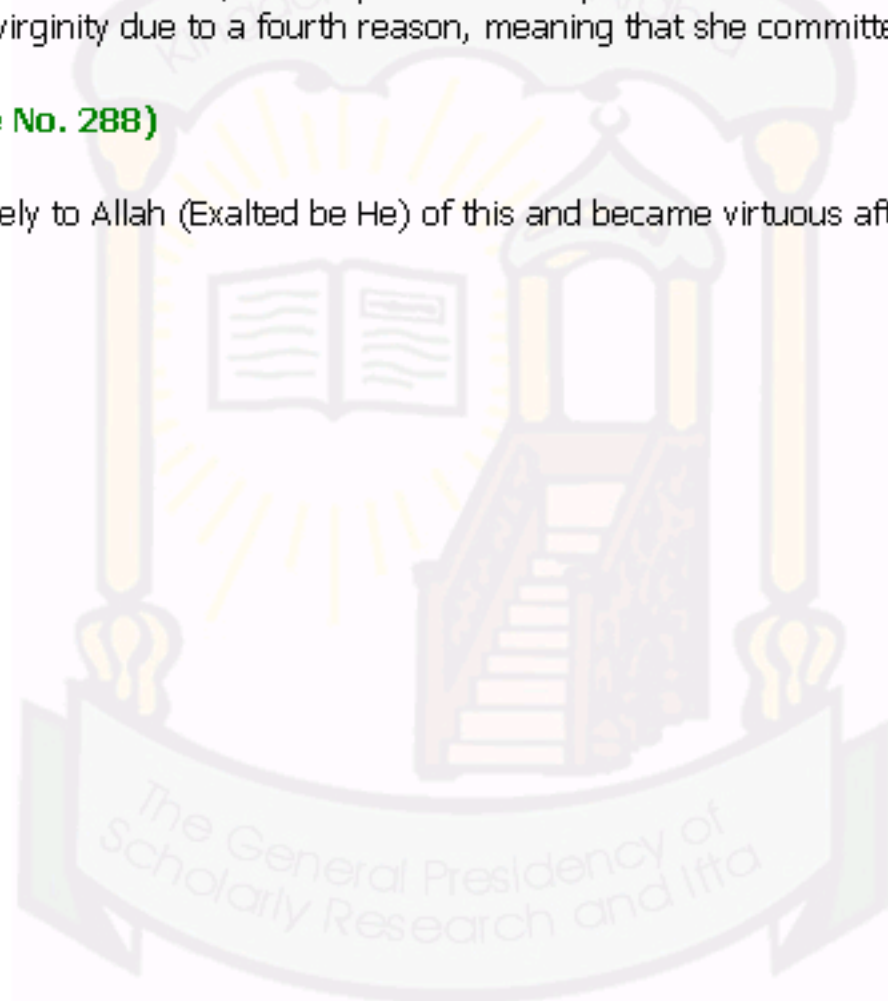 virginity due to a fourth reason, meaning that she committe
No. 288)
ely to Allah (Exalted be He) of this and became virtuous aft
The General Presidency of
Scholarly Research and Ifta